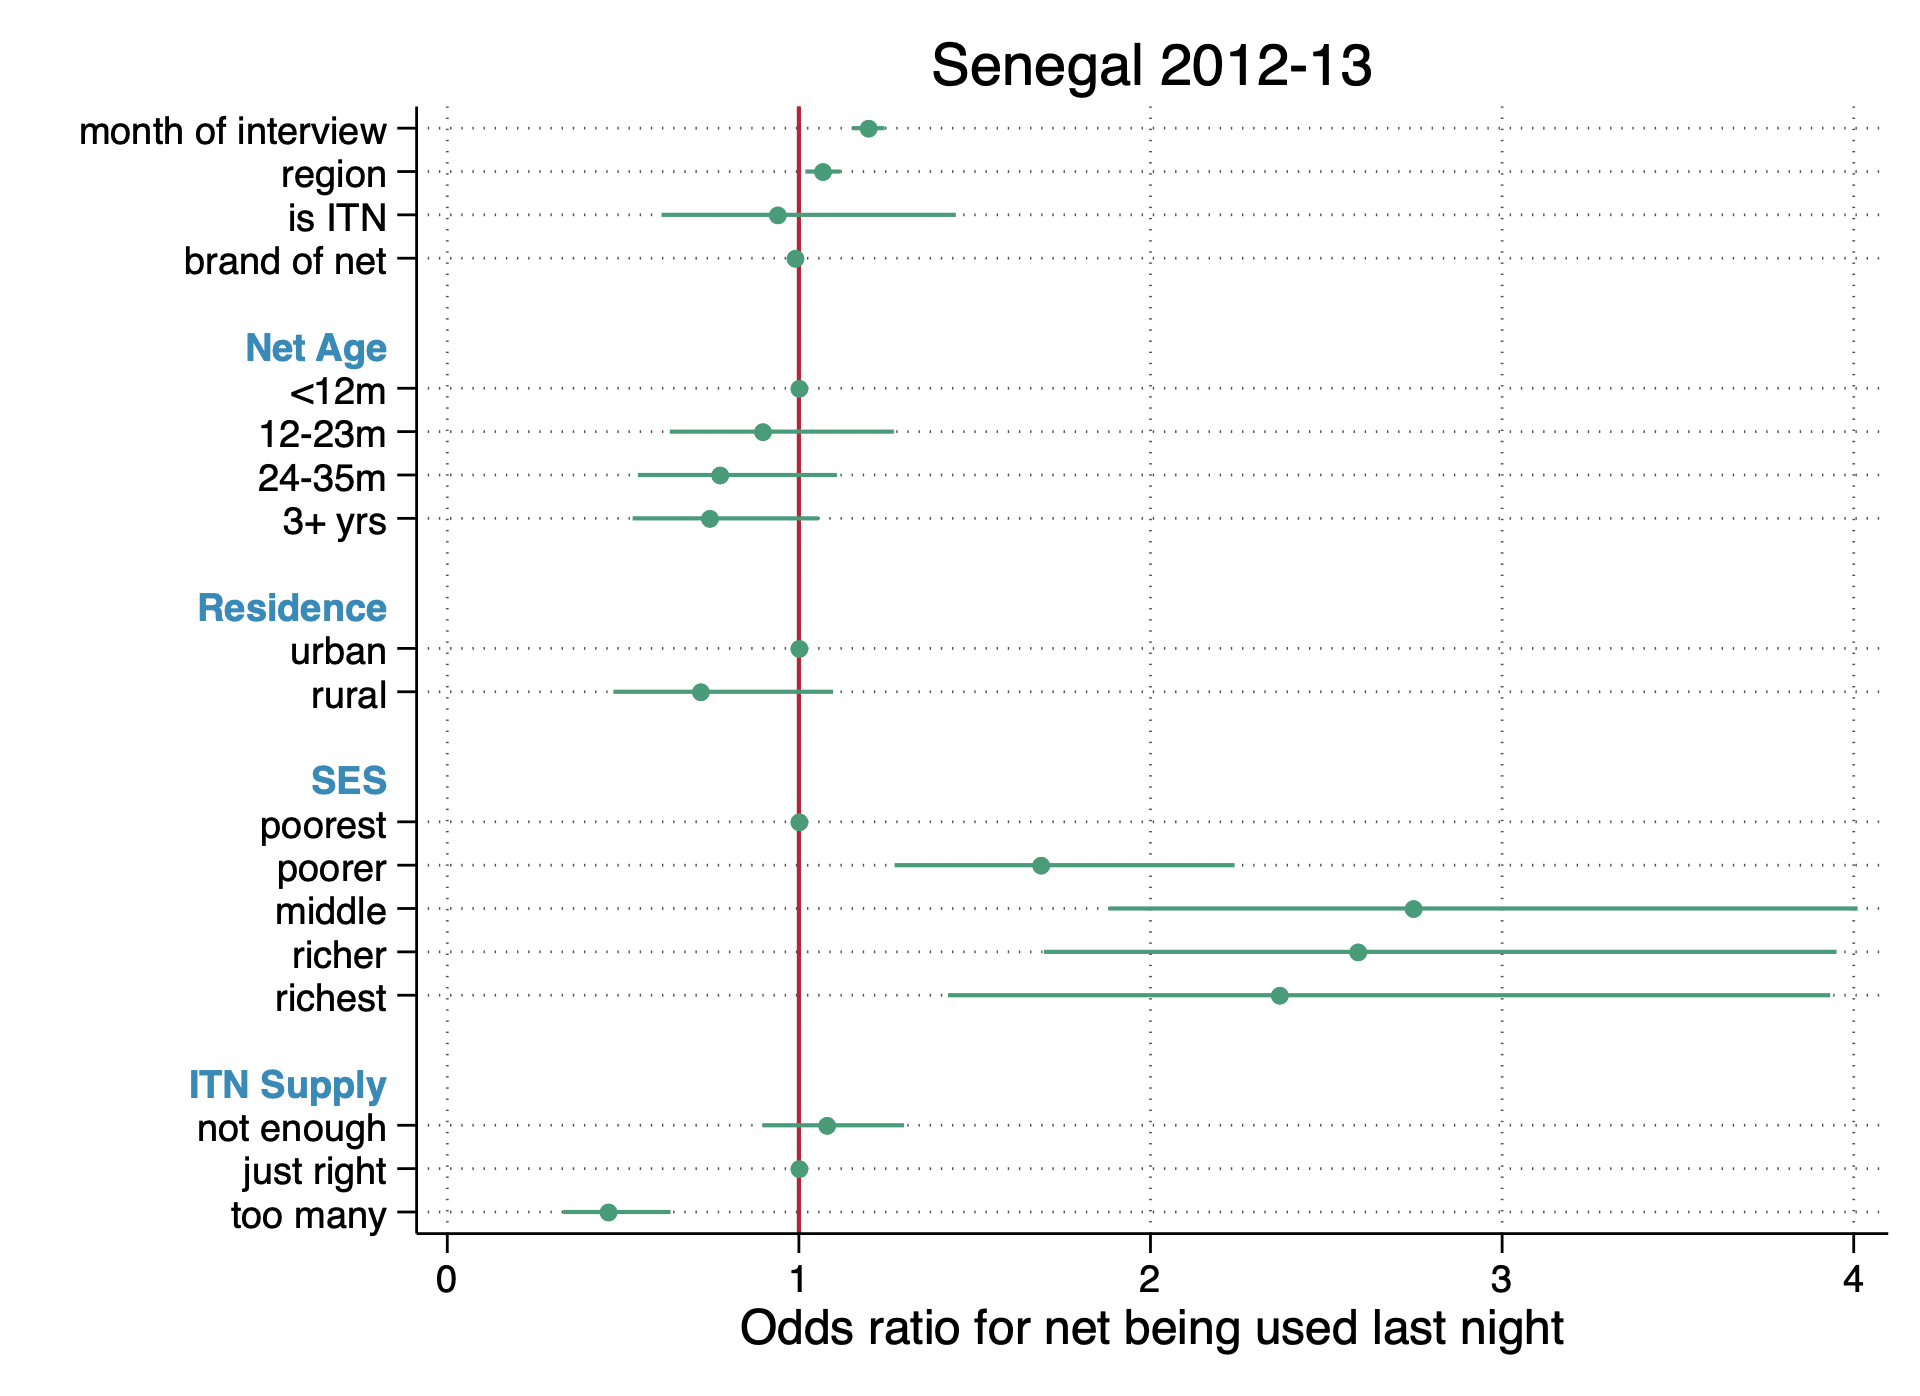 Senegal 2012-13
month of interview
region
is ITN
brand of net
Net Age
<12m
12-23m
24-35m
3+ yrs
Residence
urban
rural
SES
poorest
poorer
middle
richer
richest
ITN Supply
not enough
just right
too many
0 1 2 3 4
Odds ratio for net being used last night